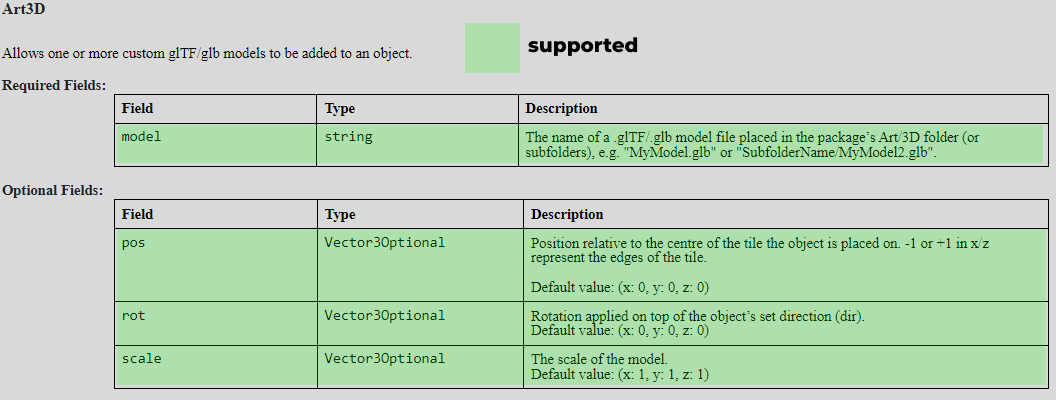 Art3D
supported
Allows one or more custom glTF/glb models to be added to an object.
Required Fields:
Field Type Description
model string The name of a .glTF/.glb model file placed in the package's Art/3D folder (or
subfolders), e.g. "MyModel.glb" or "SubfolderName/MyModel2.glb".
Optional Fields:
Field Type Description
pos Vector3Optional Position relative to the centre of the tile the object is placed on. -1 or +1 in x/z
represent the edges of the tile.
Default value: (x: 0, y: 0, z: 0)
rot Vector3Optional Rotation applied on top of the object's set direction (dir).
Default value: (x: 0, y: 0, z: 0)
scale Vector3Optional The scale of the model.
Default value: (x: 1, y: 1, z: 1)